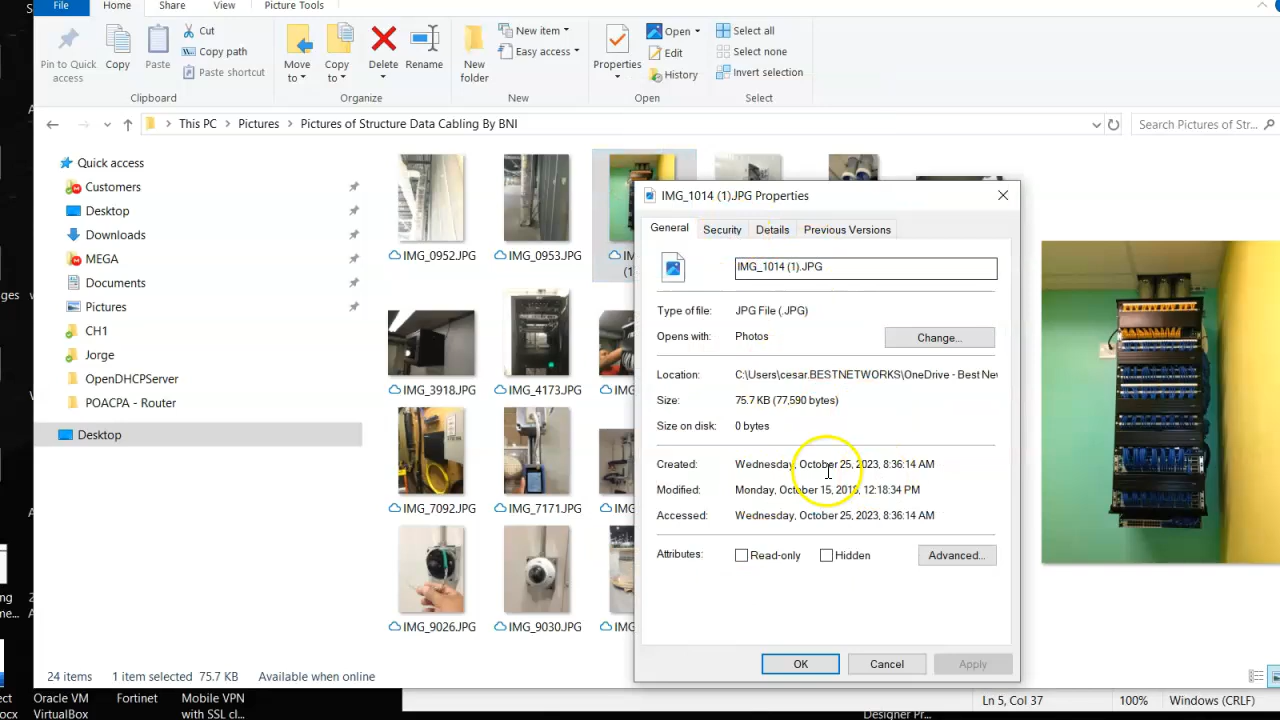 File Home Share View Picture Tools
Pin to Quick access
Copy
Paste
Cut
Copy path
Paste shortcut
Clipboard
Move to
Copy to
Delete
Rename
Organize
New folder
New item
Easy access
New
Properties
Open
Edit
History
Open
Select all
Select none
Invert selection
Select
This PC > Pictures > Pictures of Structure Data Cabling By BNI
Search Pictures of Str...
Quick access
Customers
Desktop
Downloads
MEGA
Documents
Pictures
CH1
Jorge
OpenDHCPServer
POACPA - Router
Desktop
IMG_0952.JPG
IMG_0953.JPG
IMG_3918.JPG
IMG_4173.JPG
IMG_7092.JPG
IMG_7171.JPG
IMG_9026.JPG
IMG_9030.JPG
IMG_1014 (1).JPG Properties
General Security Details Previous Versions
IMG_1014 (1).JPG
Type of file: JPG File (.JPG)
Opens with: Photos
Change...
Location: C:\Users\cesar.BESTNETWORKS\OneDrive - Best Ne
Size: 75.7 KB (77,590 bytes)
Size on disk: 0 bytes
Created: Wednesday, October 25, 2023, 8:36:14 AM
Modified: Monday, October 15, 12:18:34 PM
Accessed: Wednesday, October 25, 2023, 8:36:14 AM
Attributes: Read-only Hidden
Advanced...
OK Cancel Apply
24 items 1 item selected 75.7 KB Available when online
Oracle VM VirtualBox
Fortinet
Mobile VPN with SSL cl...
Designer Pr...
Ln 5, Col 37 100% Windows (CRLF)